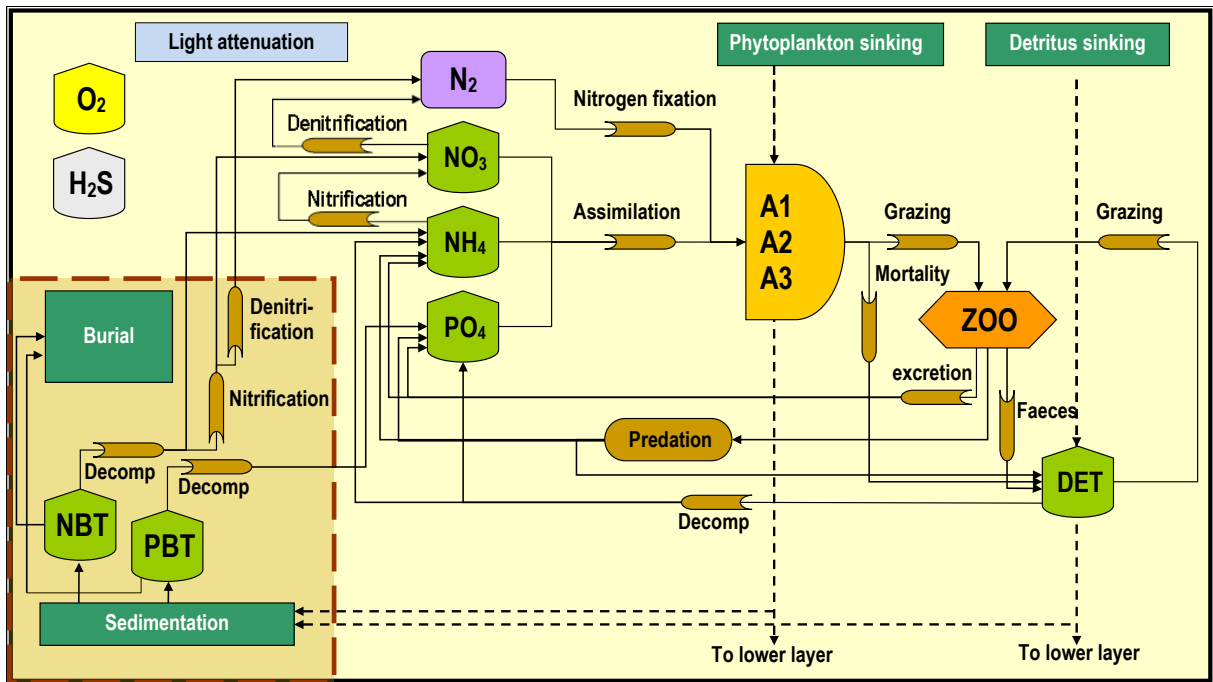 Light attenuation
Phytoplankton sinking
Detritus sinking
O₂
N₂
Nitrogen fixation
Denitrification
NO₃
H₂S
Nitrification
NH₄
Assimilation
A1
A2
A3
Grazing
Grazing
Mortality
Denitri-
fication
Burial
PO₄
ZOO
excretion
Nitrification
Faeces
Predation
Decomp
Decomp
DET
NBT
PBT
Decomp
Sedimentation
To lower layer
To lower layer